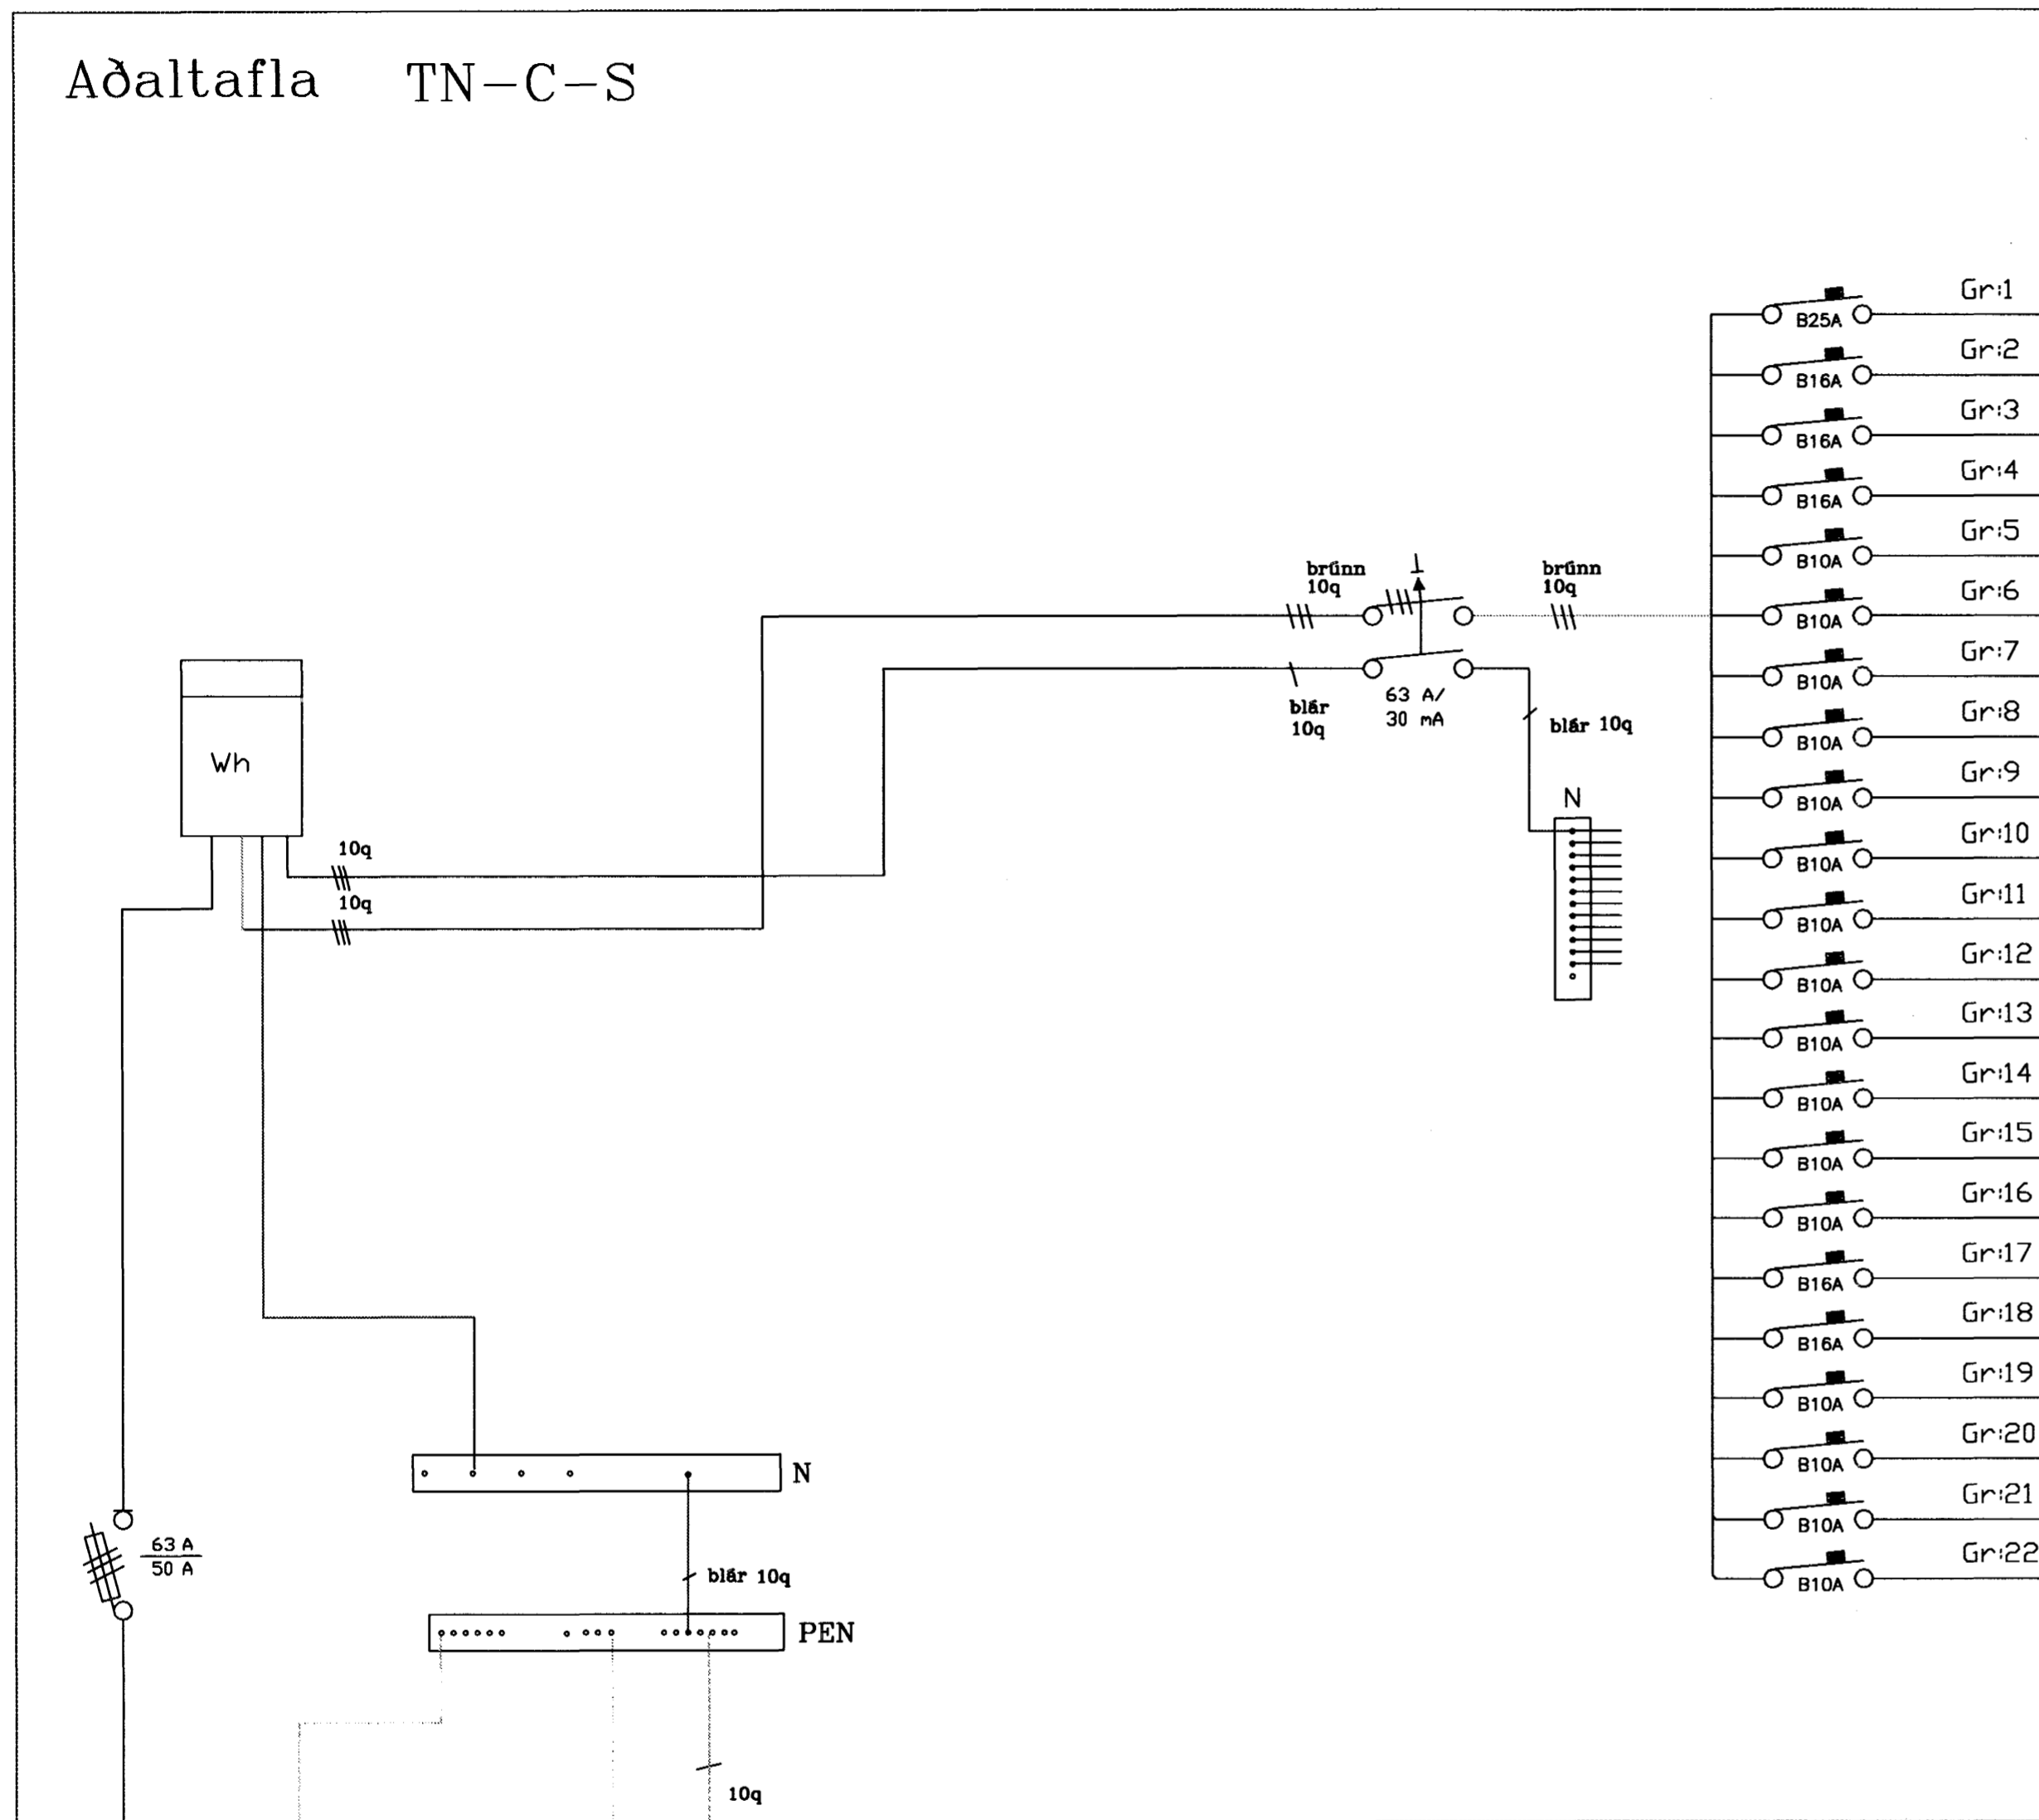 Aðaltafla TN-C-S
Gr:1
B25A
Gr:2
B16A
Gr:3
B16A
Gr:4
B16A
Gr:5
B10A
brúnn
10q
brúnn
10q
Gr:6
B10A
Gr:7
B10A
63 A/
30 mA
blár
10q
blár 10q
Gr:8
B10A
Wh
Gr:9
B10A
N
Gr:10
B10A
10q
10q
Gr:11
B10A
Gr:12
B10A
Gr:13
B10A
Gr:14
B10A
Gr:15
B10A
Gr:16
B10A
Gr:17
B16A
Gr:18
B16A
Gr:19
B10A
Gr:20
B10A
N
Gr:21
B10A
63 A
50 A
Gr:22
B10A
blár 10q
PEN
10q